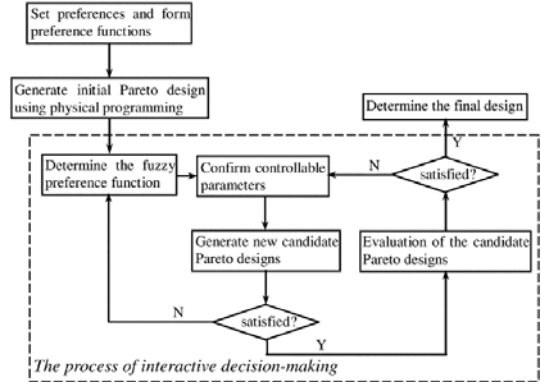 Set preferences and form
preference functions
Generate initial Pareto design
using physical programming
Determine the final design
Y
Determine the fuzzy
preference function
Confirm controllable
parameters
N
satisfied?
Generate new candidate
Pareto designs
Evaluation of the candidate
Pareto designs
N
satisfied?
Y
The process of interactive decision-making